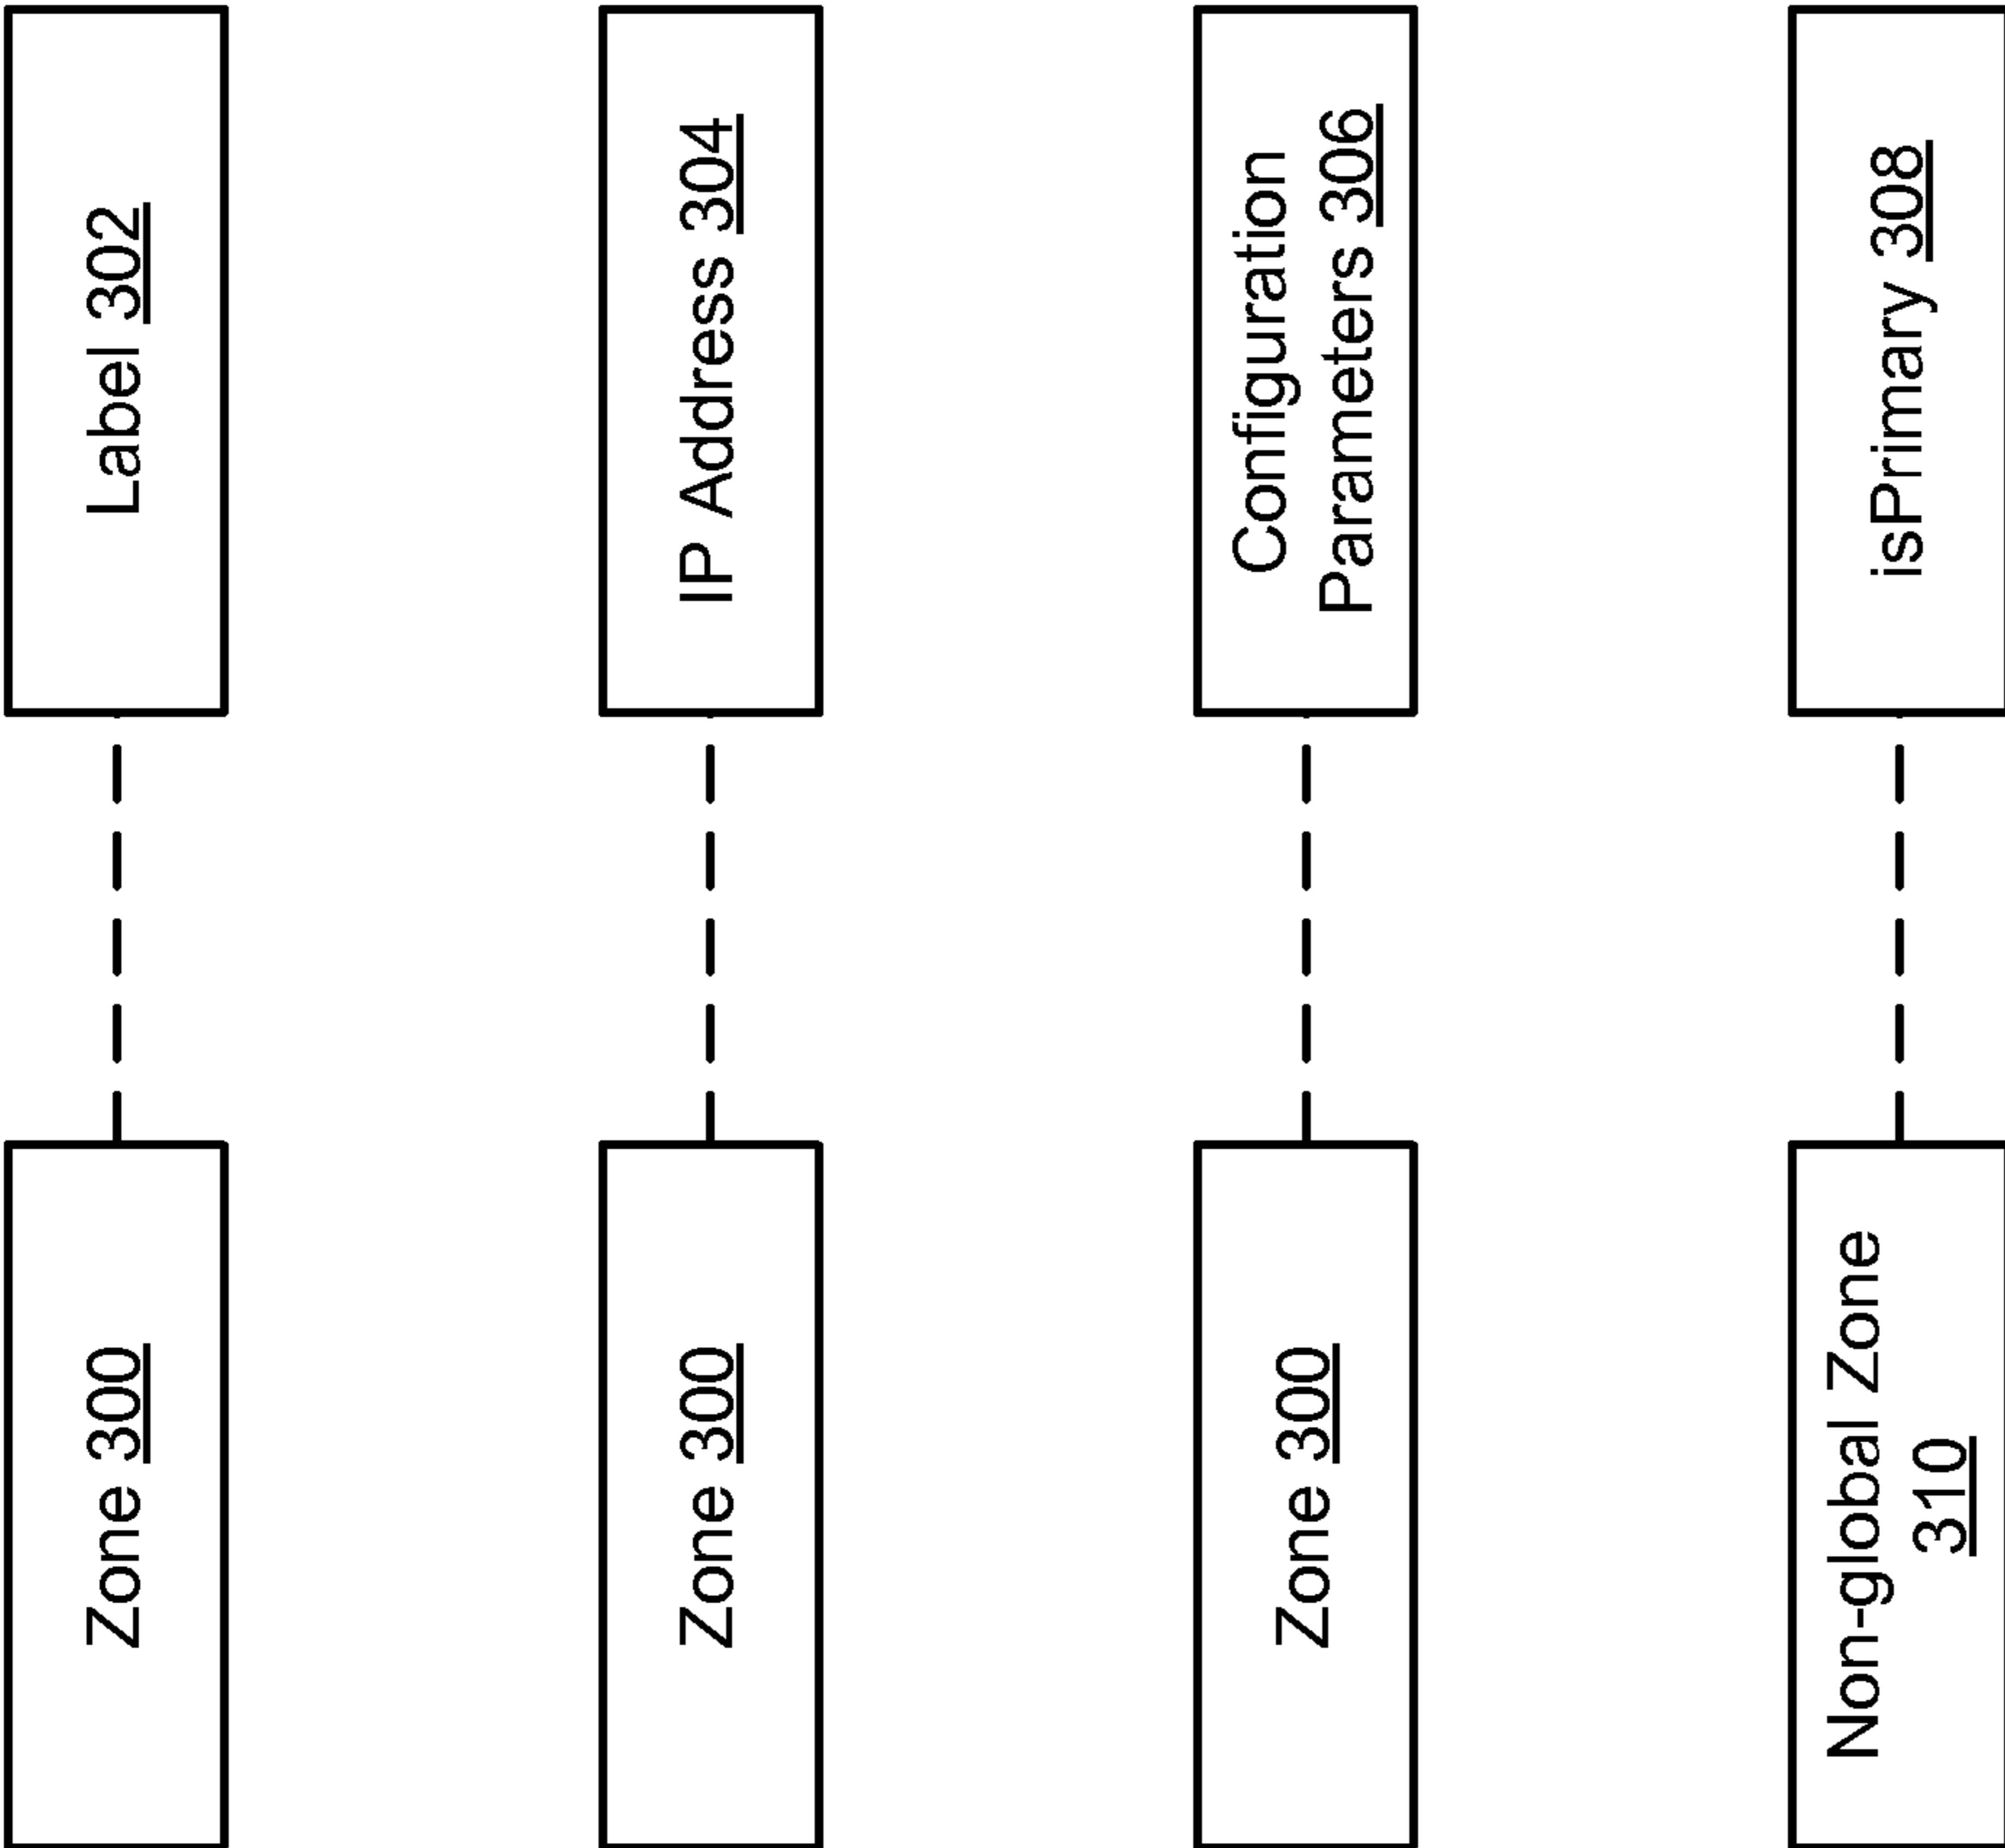 Zone 300
Label 302
Zone 300
IP Address 304
Zone 300
Configuration
Parameters 306
Non-global Zone
310
isPrimary 308